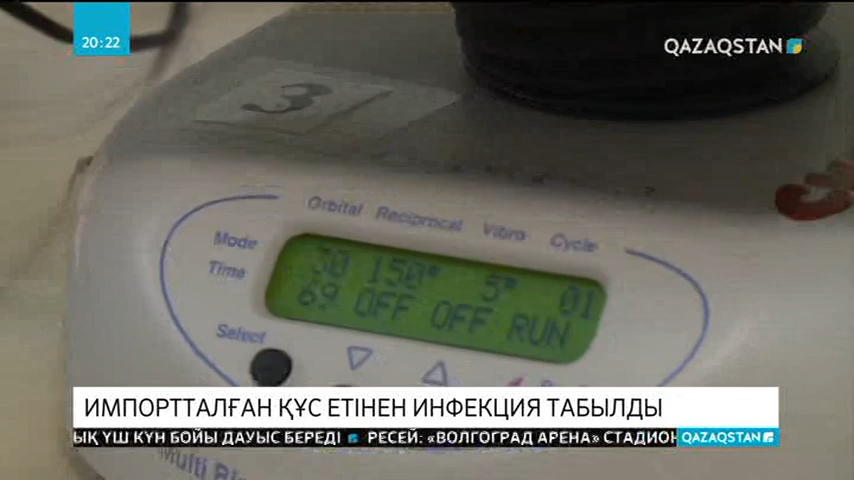 20:22
QAZAQSTAN
3
Orbital Reciprocal Vibro Cycle
Mode
Time
30 150° 5° 01
69 OFF OFF RUN
Select
ИМПОРТТАЛҒАН ҚҰС ЕТІНЕН ИНФЕКЦИЯ ТАБЫЛДЫ
ЫҚ ҮШ КҮН БОЙЫ ДАУЫС БЕРЕДІ РЕСЕЙ: «ВОЛГОГРАД АРЕНА» СТАДИОН
QAZAQSTAN
Multi